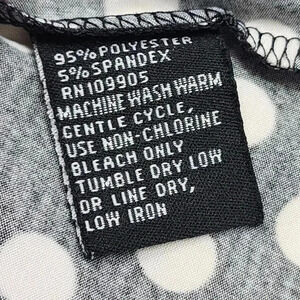 95% POLYESTER
5% SPANDEX
RN109905
MACHINE WASH WARM
GENTLE CYCLE,
USE NON-CHLORINE
BLEACH ONLY
TUMBLE DRY LOW
OR LINE DRY,
LOW IRON